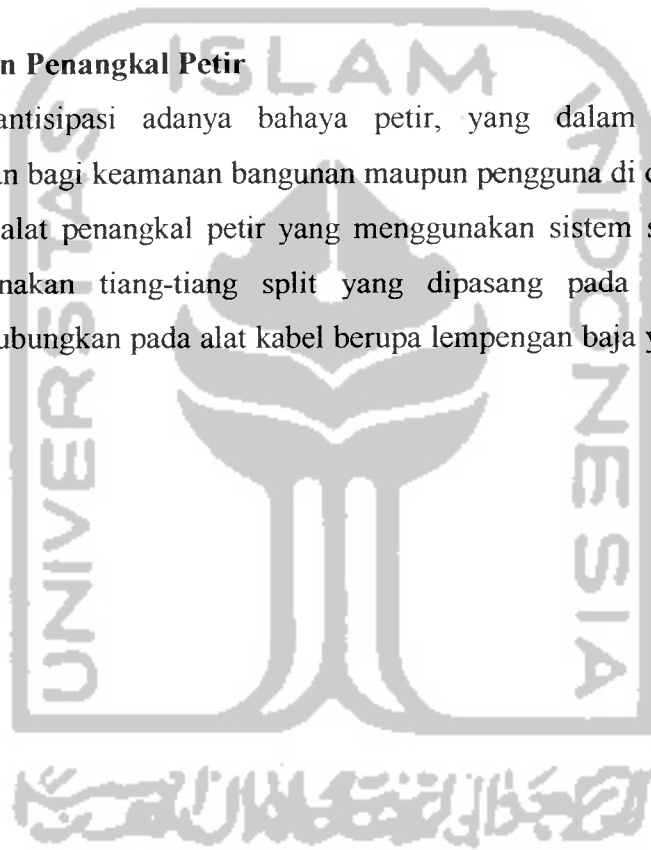 ISLAM
n Penangkal Petir
antisipasi adanya bahaya petir, yang dalam
an bagi keamanan bangunan maupun pengguna di
alat penangkal petir yang menggunakan sistem
nakan tiang-tiang split yang dipasang pada
ubungkan pada alat kabel berupa lempengan baja
UNIVERSITAS
INDONESIA